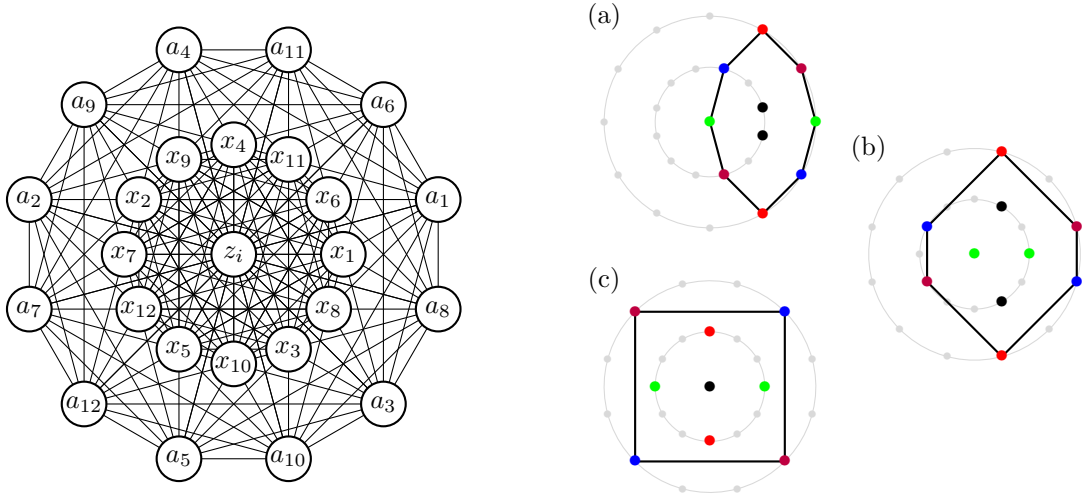 (a)
a₄ a₁₁
a₉ a₆
x₄
x₉ x₁₁
(b)
a₂ x₂ x₆ a₁
x₇ zᵢ x₁
(c)
a₇ x₁₂ x₈ a₈
x₅ x₃
x₁₀
a₁₂ a₃
a₅ a₁₀